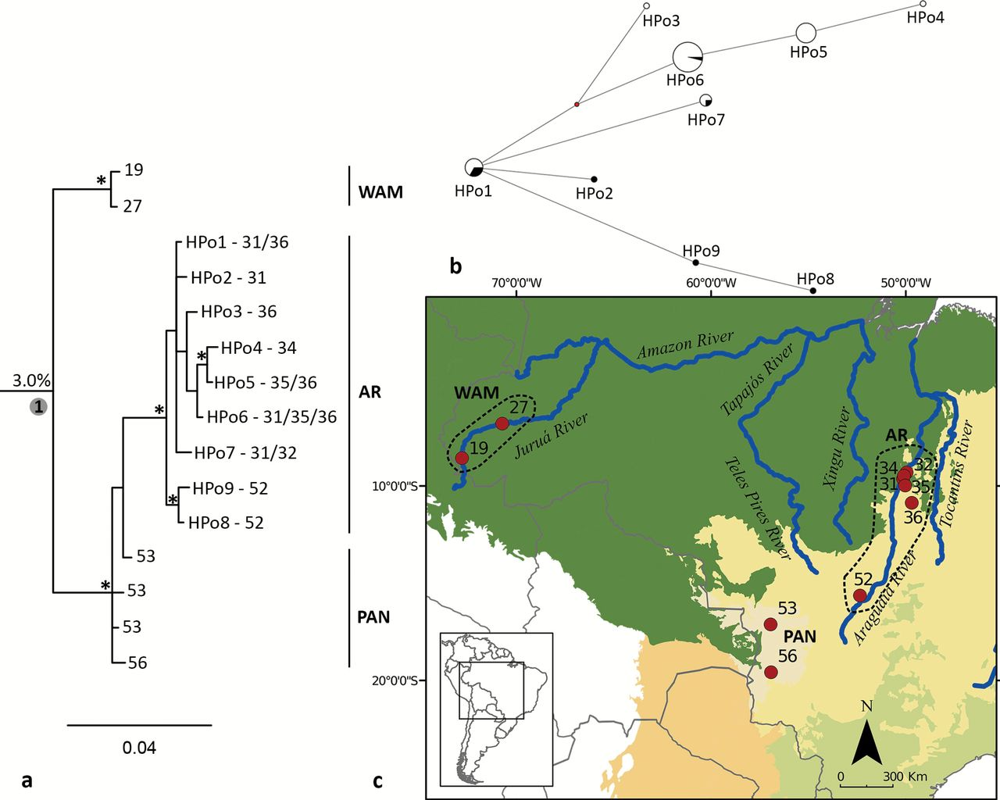 HPo3
HPo4
HPo5
HPo6
HPo7
HPo1
HPo2
HPo9
HPo8
b
19
27
WAM
3.0%
1
*
*
HPo1 - 31/36
HPo2 - 31
HPo3 - 36
HPo4 - 34
*
HPo5 - 35/36
HPo6 - 31/35/36
HPo7 - 31/32
HPo9 - 52
*
HPo8 - 52
AR
53
*
53
53
56
PAN
0.04
a
70°0'0"W
60°0'0"W
50°0'0"W
10°0'0"S
20°0'0"S
Amazon River
WAM
27
19
Juruá River
Tapajós River
Teles Pires River
Xingu River
AR
34
32
31
35
36
Tocantins River
52
Araguaia River
53
PAN
56
N
0 300 Km
c